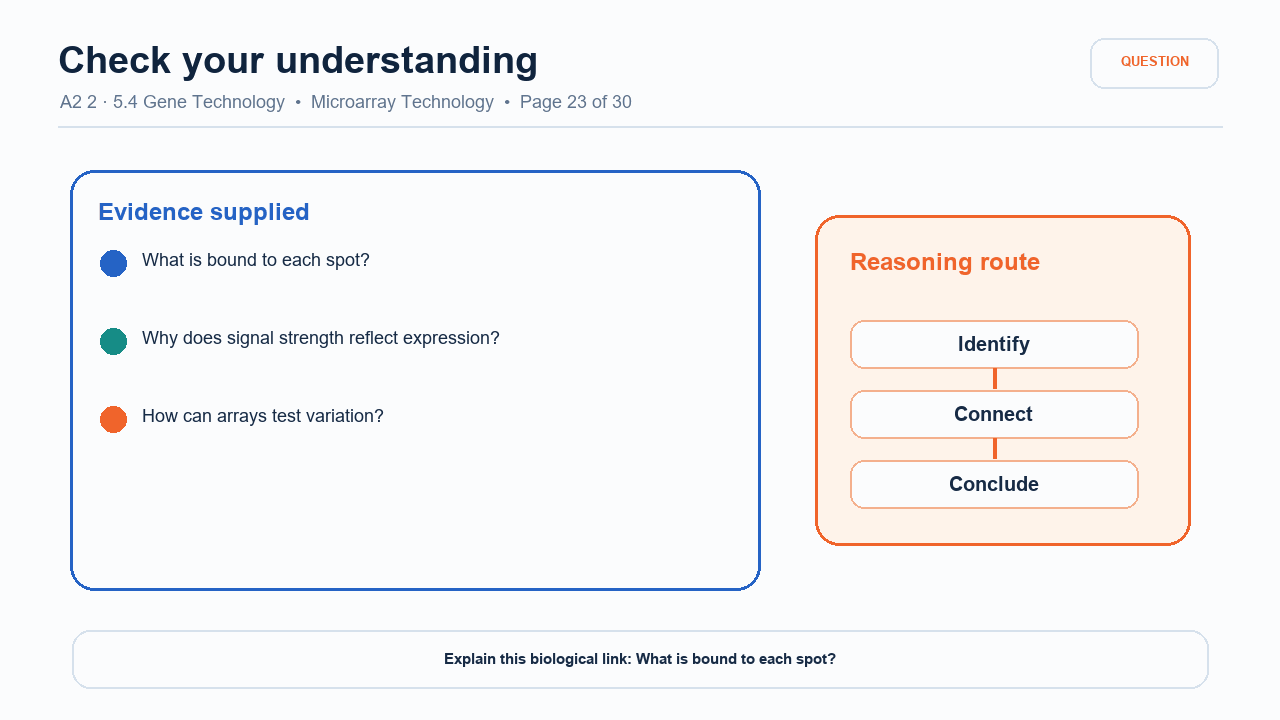 Check your understanding
QUESTION
A2 2 · 5.4 Gene Technology • Microarray Technology • Page 23 of 30
Evidence supplied
What is bound to each spot?
Why does signal strength reflect expression?
How can arrays test variation?
Reasoning route
Identify
Connect
Conclude
Explain this biological link: What is bound to each spot?